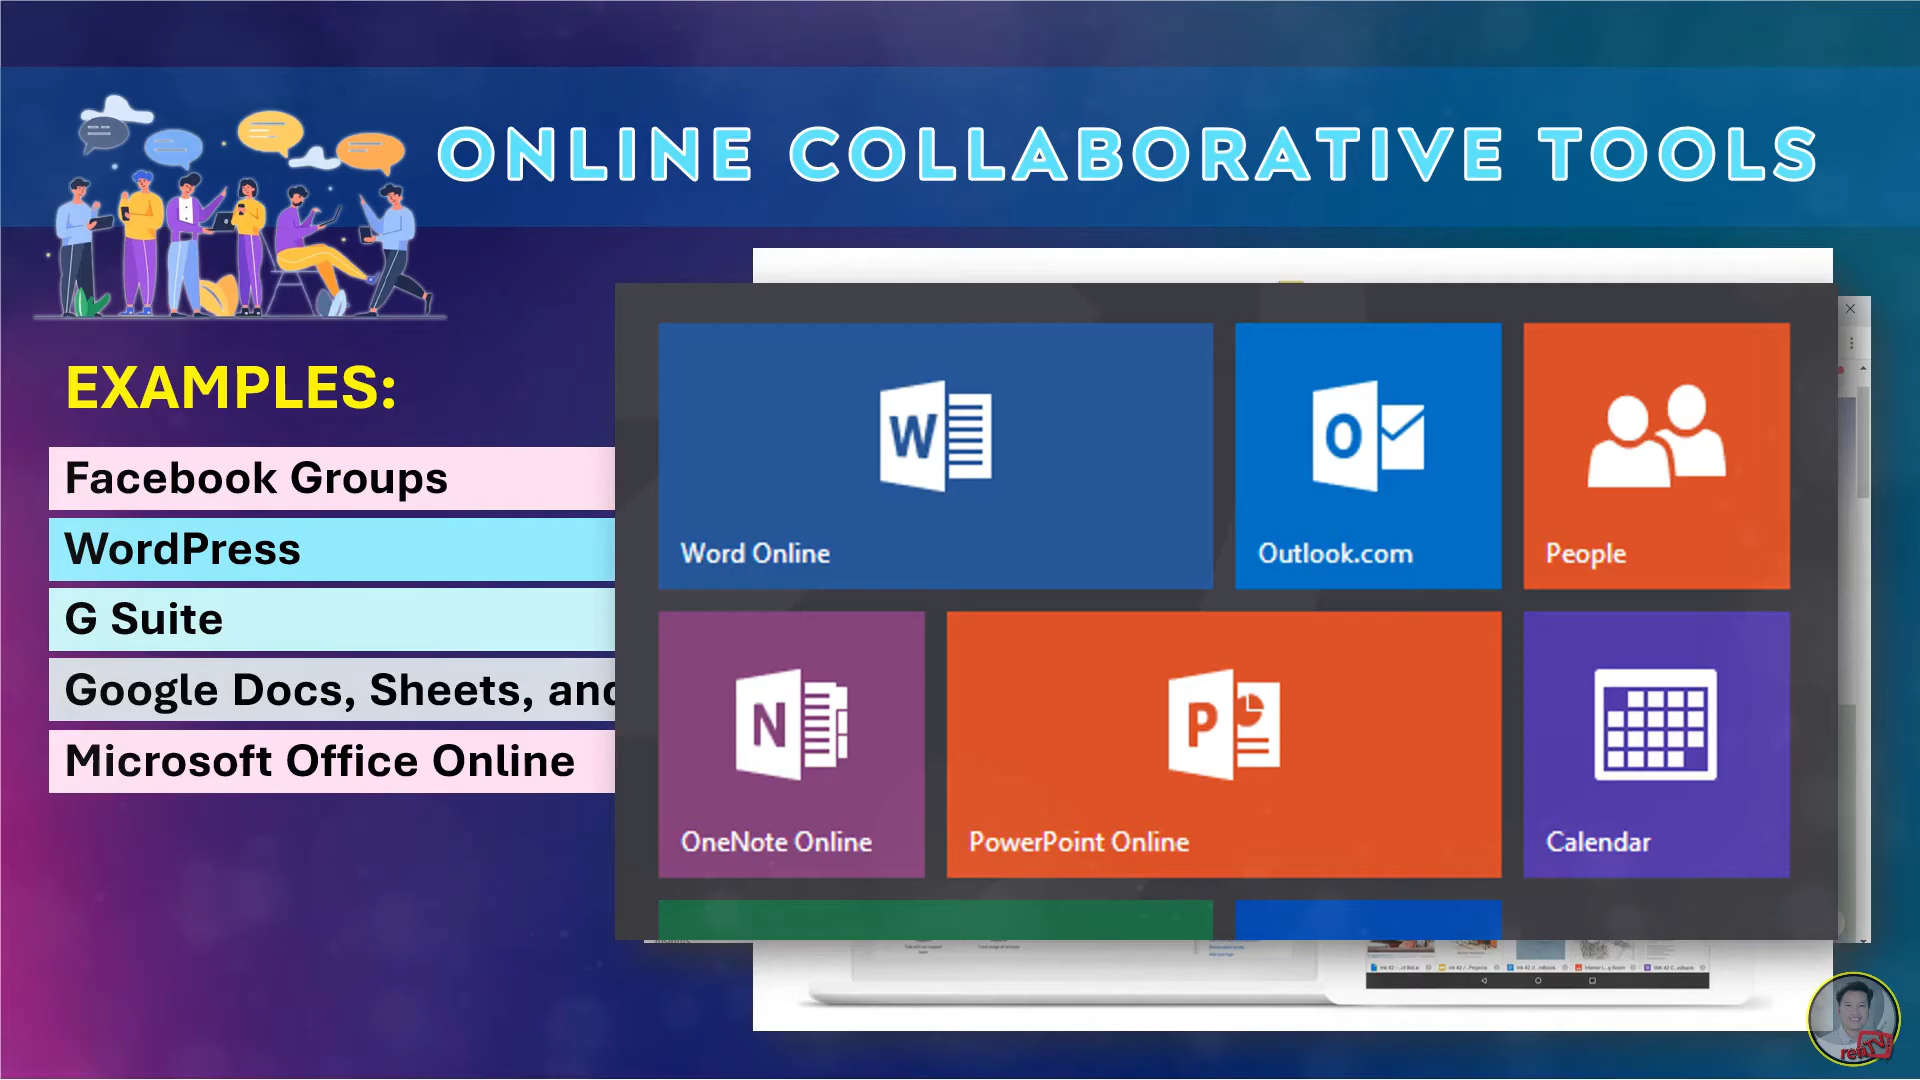 ONLINE COLLABORATIVE TOOLS
EXAMPLES:
Facebook Groups
WordPress
G Suite
Google Docs, Sheets, and
Microsoft Office Online
W
Word Online
O
Outlook.com
People
N
OneNote Online
P
PowerPoint Online
Calendar
renTV